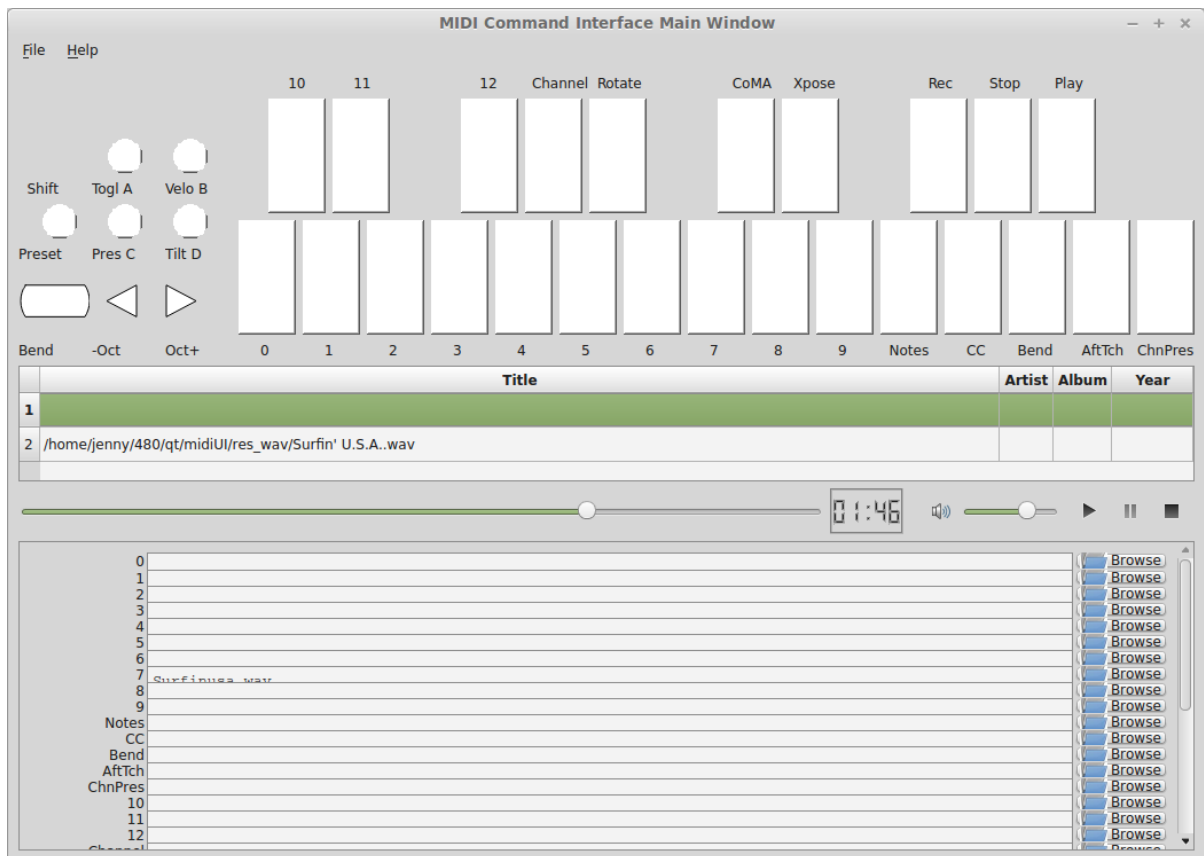 MIDI Command Interface Main Window
File Help
10 11 12 Channel Rotate CoMA Xpose Rec Stop Play
Shift Togl A Velo B
Preset Pres C Tilt D
Bend -Oct Oct+ 0 1 2 3 4 5 6 7 8 9 Notes CC Bend AftTch ChnPres
Title Artist Album Year
1
2 /home/jenny/480/qt/midiUI/res_wav/Surfin' U.S.A..wav
01:46
0 Browse
1 Browse
2 Browse
3 Browse
4 Browse
5 Browse
6 Browse
7 Surfinusa.wav Browse
8 Browse
9 Browse
Notes Browse
CC Browse
Bend Browse
AftTch Browse
ChnPres Browse
10 Browse
11 Browse
12 Browse
Channel Browse